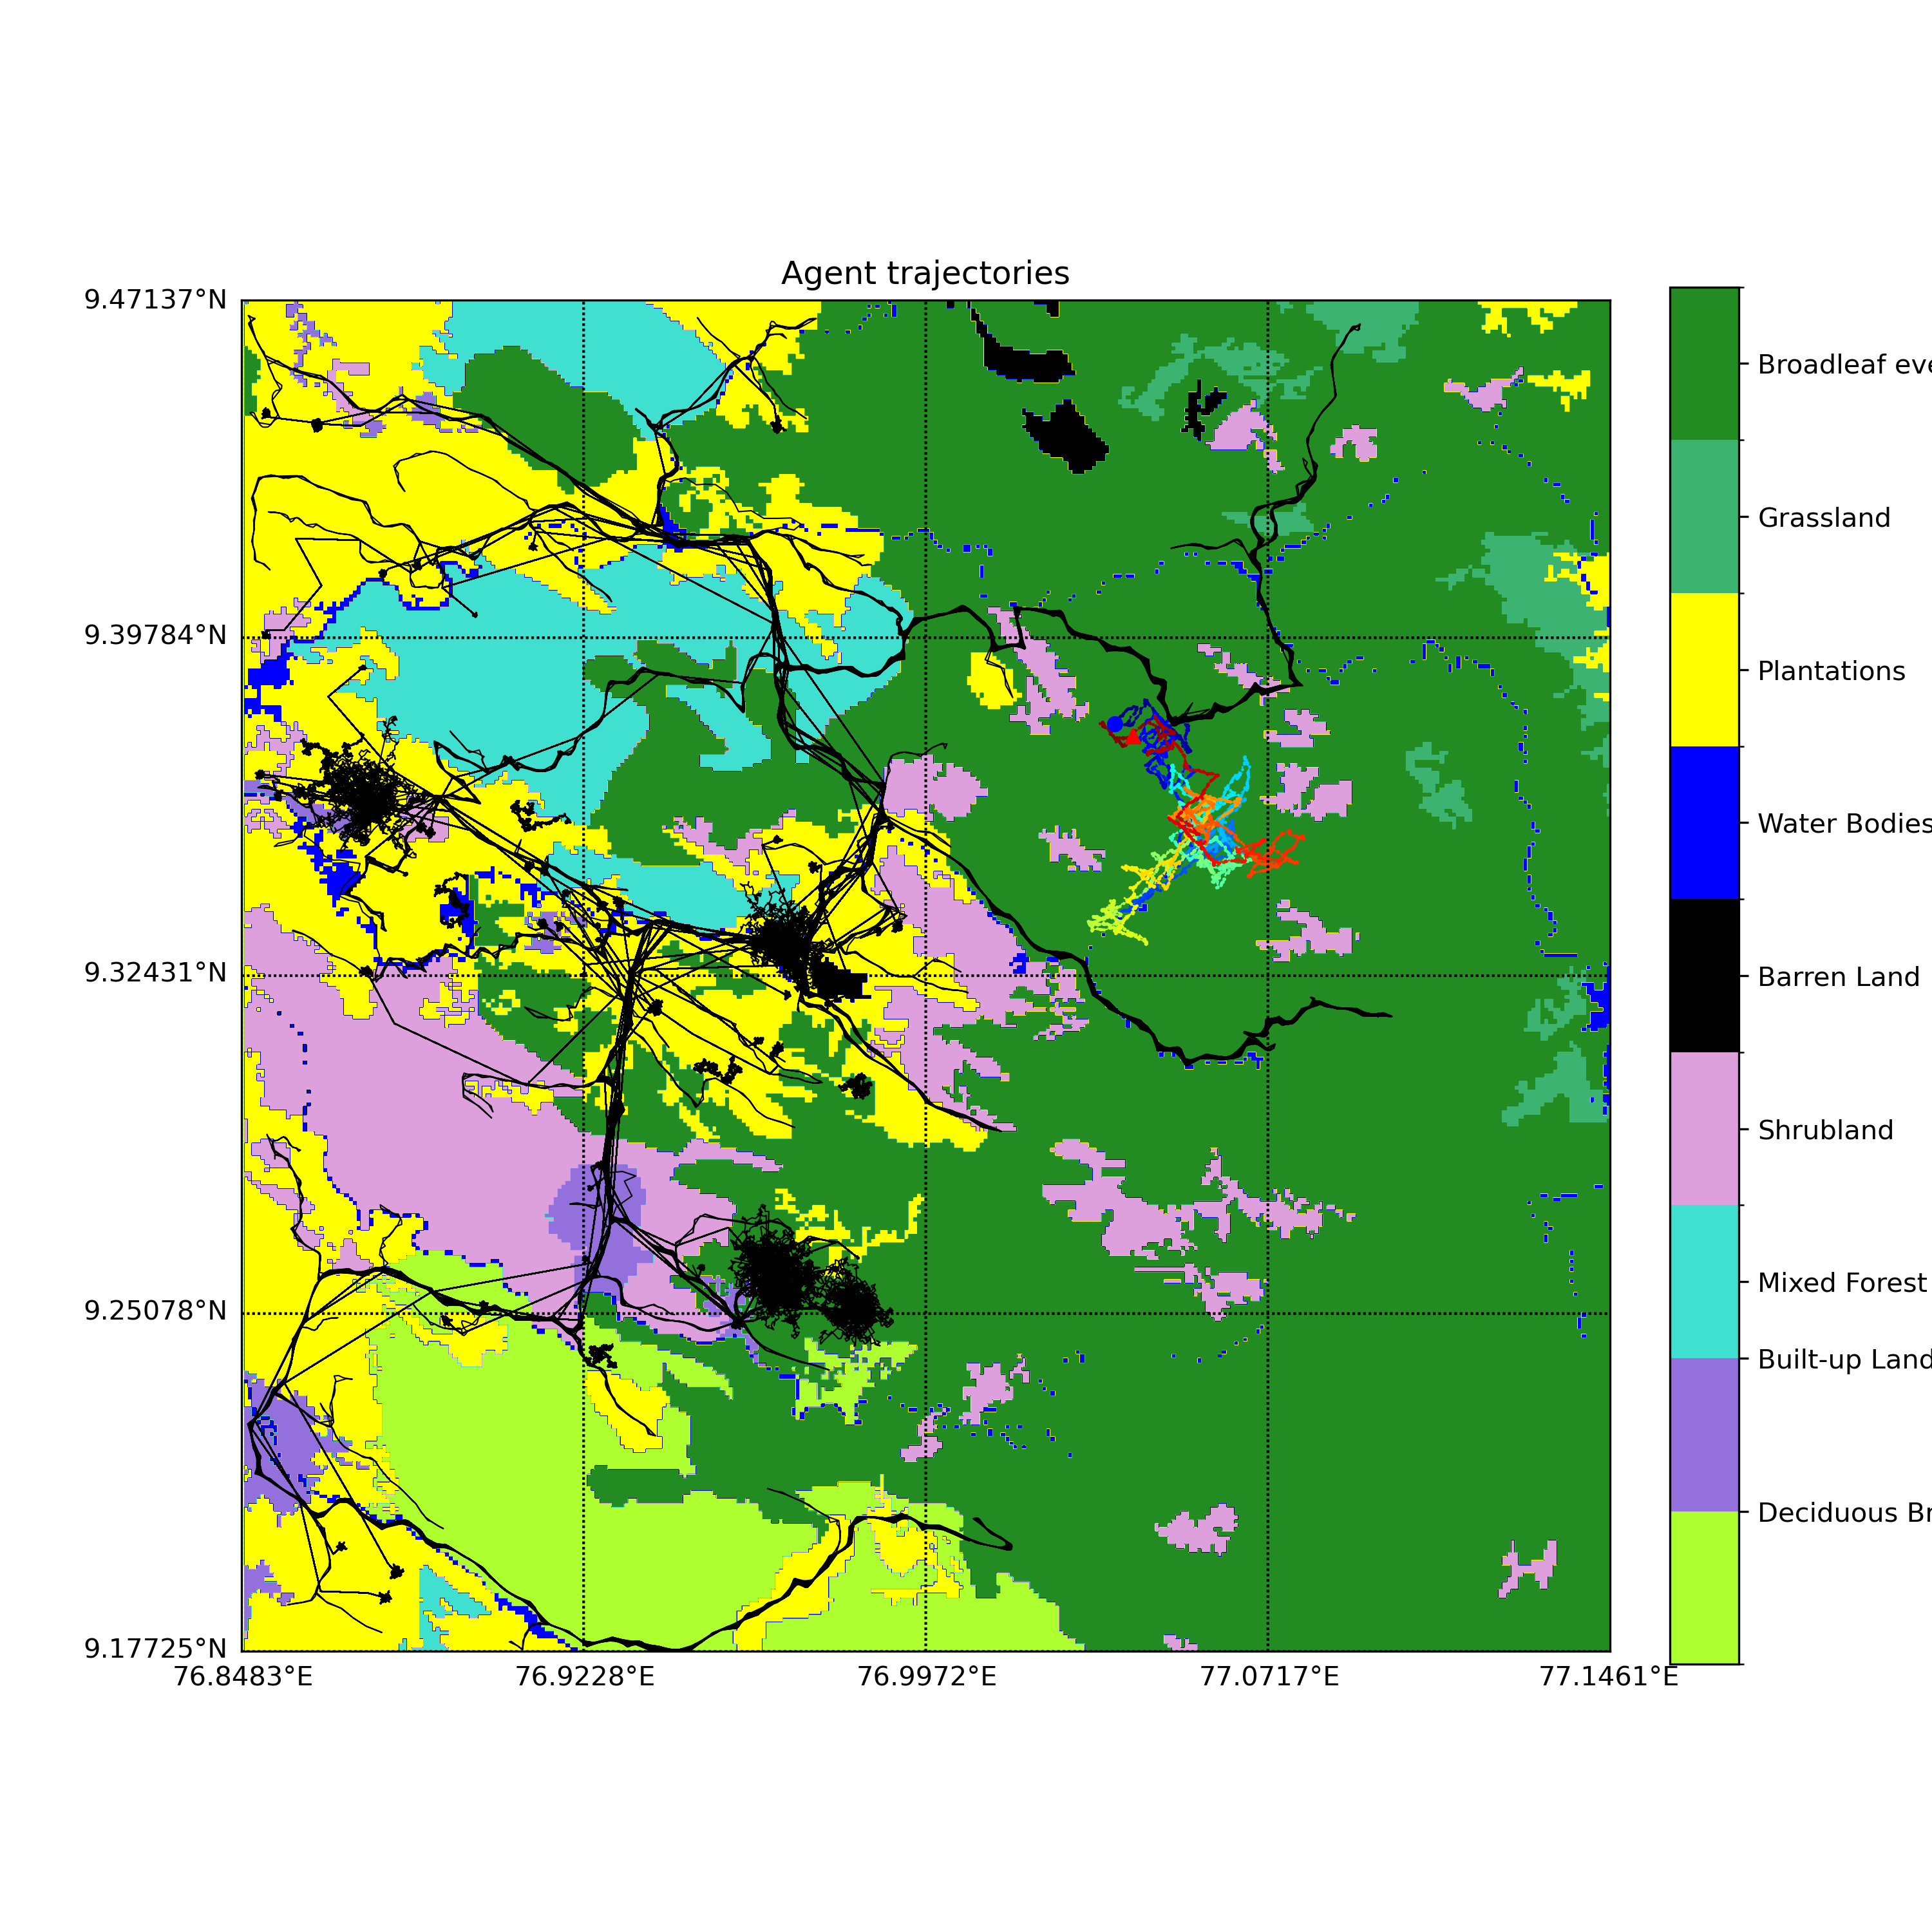 Agent trajectories
9.47137°N
9.39784°N
9.32431°N
9.25078°N
9.17725°N
76.8483°E
76.9228°E
76.9972°E
77.0717°E
77.1461°E
Broadleaf eve
Grassland
Plantations
Water Bodies
Barren Land
Shrubland
Mixed Forest
Built-up Land
Deciduous Br